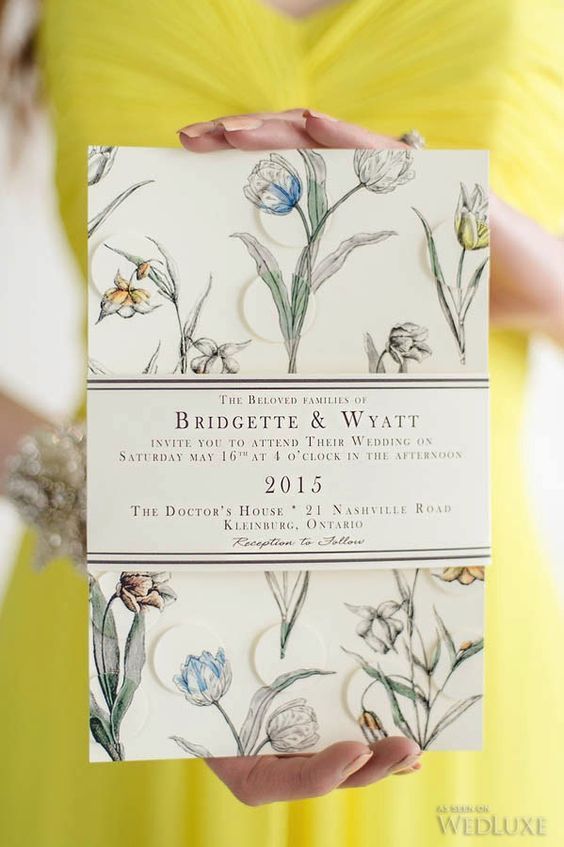 The Beloved families of
Bridgette & Wyatt
invite you to attend Their Wedding on
Saturday may 16th at 4 o'clock in the afternoon
2015
The Doctor's House * 21 Nashville Road
Kleinburg, Ontario
Reception to Follow
AS SEEN ON
WEDLUXE